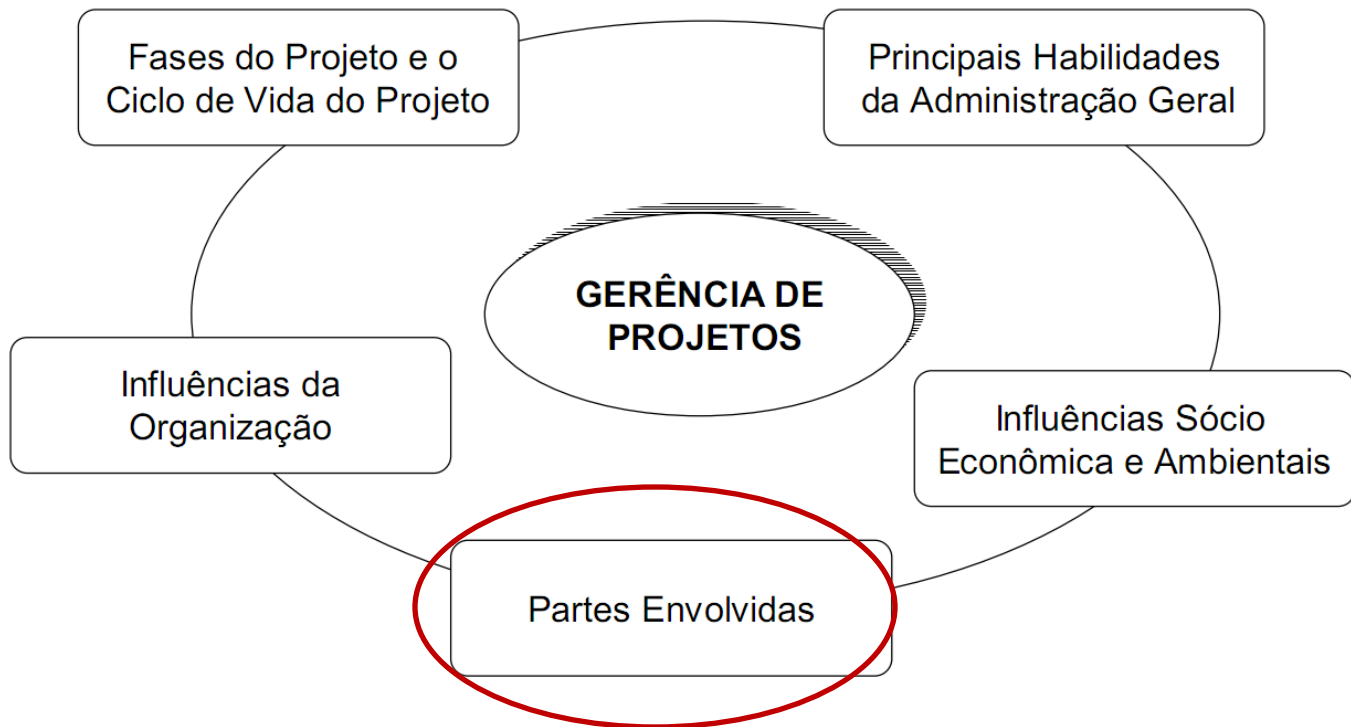 Fases do Projeto e o
Ciclo de Vida do Projeto
Principais Habilidades
da Administração Geral
GERÊNCIA DE
PROJETOS
Influências da
Organização
Influências Sócio
Econômica e Ambientais
Partes Envolvidas